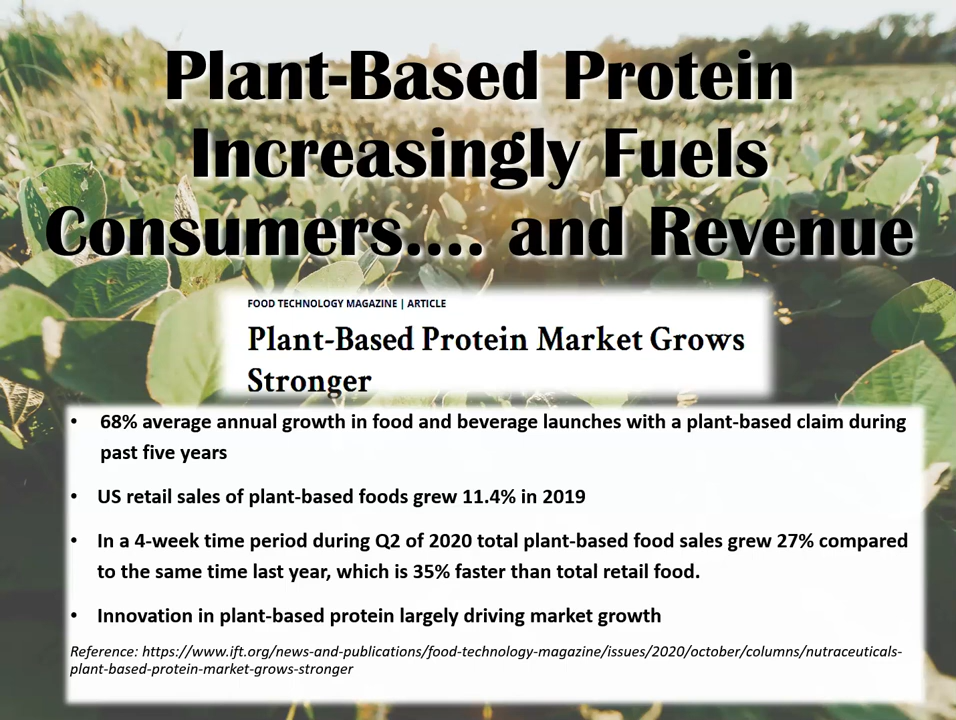 Plant-Based Protein
Increasingly Fuels
Consumers.... and Revenue
FOOD TECHNOLOGY MAGAZINE | ARTICLE
Plant-Based Protein Market Grows
Stronger
• 68% average annual growth in food and beverage launches with a plant-based claim during
past five years
• US retail sales of plant-based foods grew 11.4% in 2019
• In a 4-week time period during Q2 of 2020 total plant-based food sales grew 27% compared
to the same time last year, which is 35% faster than total retail food.
• Innovation in plant-based protein largely driving market growth
Reference: https://www.ift.org/news-and-publications/food-technology-magazine/issues/2020/october/columns/nutraceuticals-
plant-based-protein-market-grows-stronger